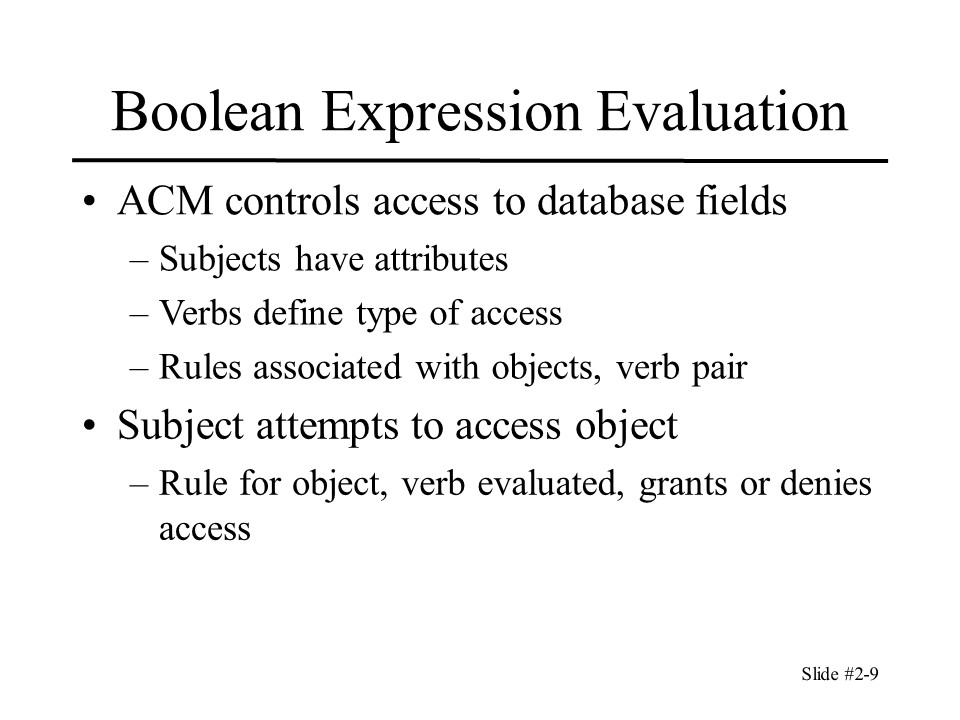 Boolean Expression Evaluation
• ACM controls access to database fields
– Subjects have attributes
– Verbs define type of access
– Rules associated with objects, verb pair
• Subject attempts to access object
– Rule for object, verb evaluated, grants or denies
access
Slide #2-9